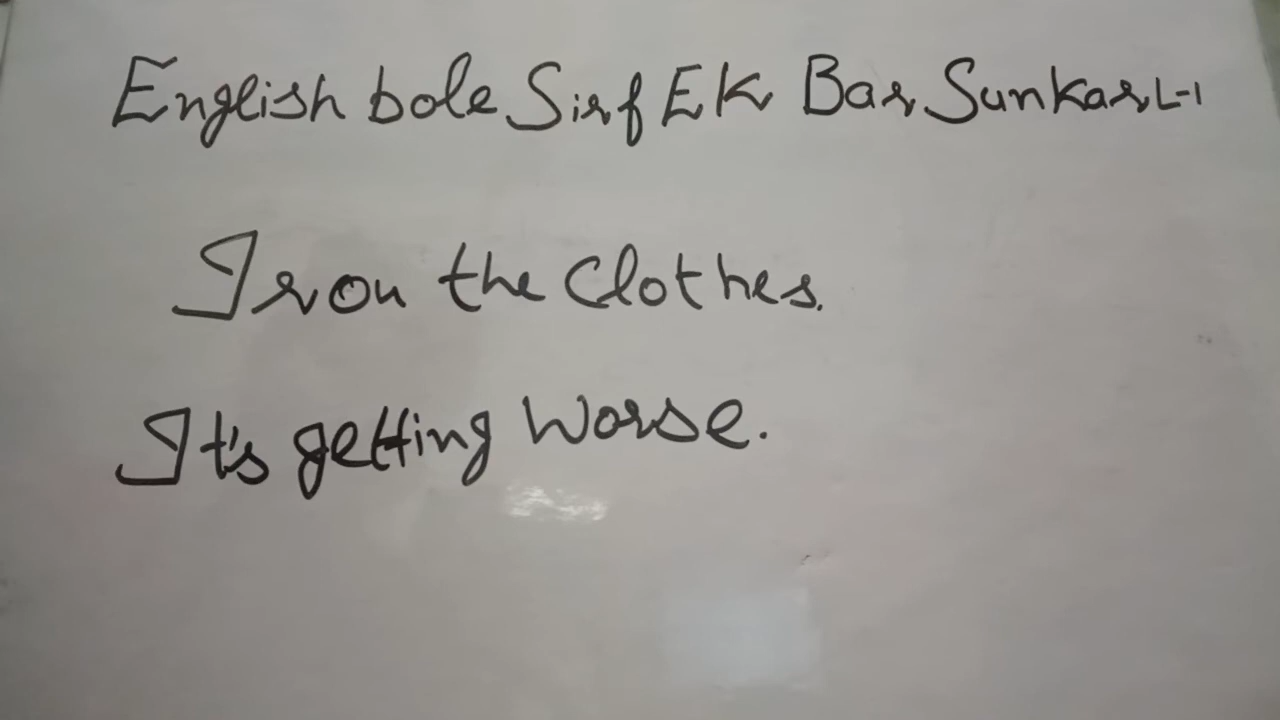 English bole Sirf EK Bar Sunkar L-1
Iron the Clothes.
It's getting Worse.